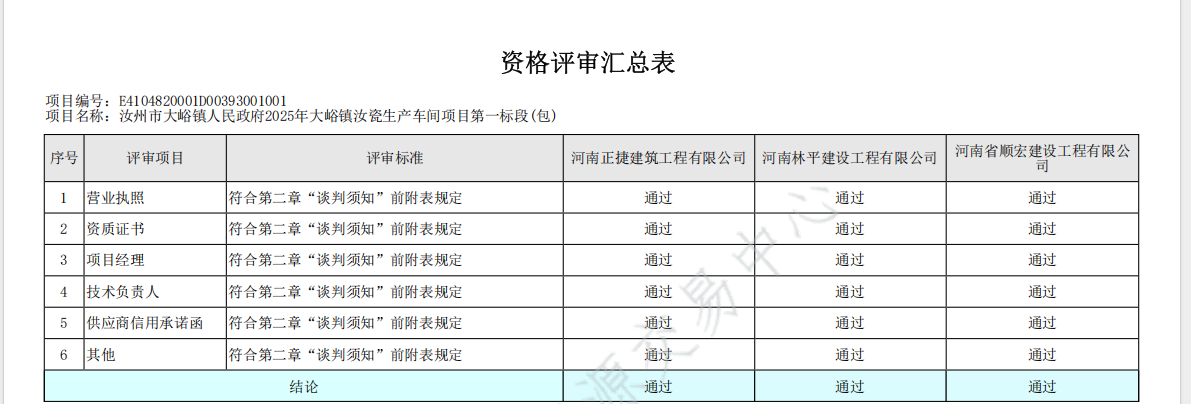 资格评审汇总表
项目编号：E4104820001D00393001001
项目名称：汝州市大峪镇人民政府2025年大峪镇汝瓷生产车间项目第一标段(包)
序号 评审项目 评审标准 河南正捷建筑工程有限公司 河南林平建设工程有限公司 河南省顺宏建设工程有限公
司
1 营业执照 符合第二章“谈判须知”前附表规定 通过 通过 通过
2 资质证书 符合第二章“谈判须知”前附表规定 通过 通过 通过
3 项目经理 符合第二章“谈判须知”前附表规定 通过 通过 通过
4 技术负责人 符合第二章“谈判须知”前附表规定 通过 通过 通过
5 供应商信用承诺函 符合第二章“谈判须知”前附表规定 通过 通过 通过
6 其他 符合第二章“谈判须知”前附表规定 通过 通过 通过
结论 通过 通过 通过
源交易中心